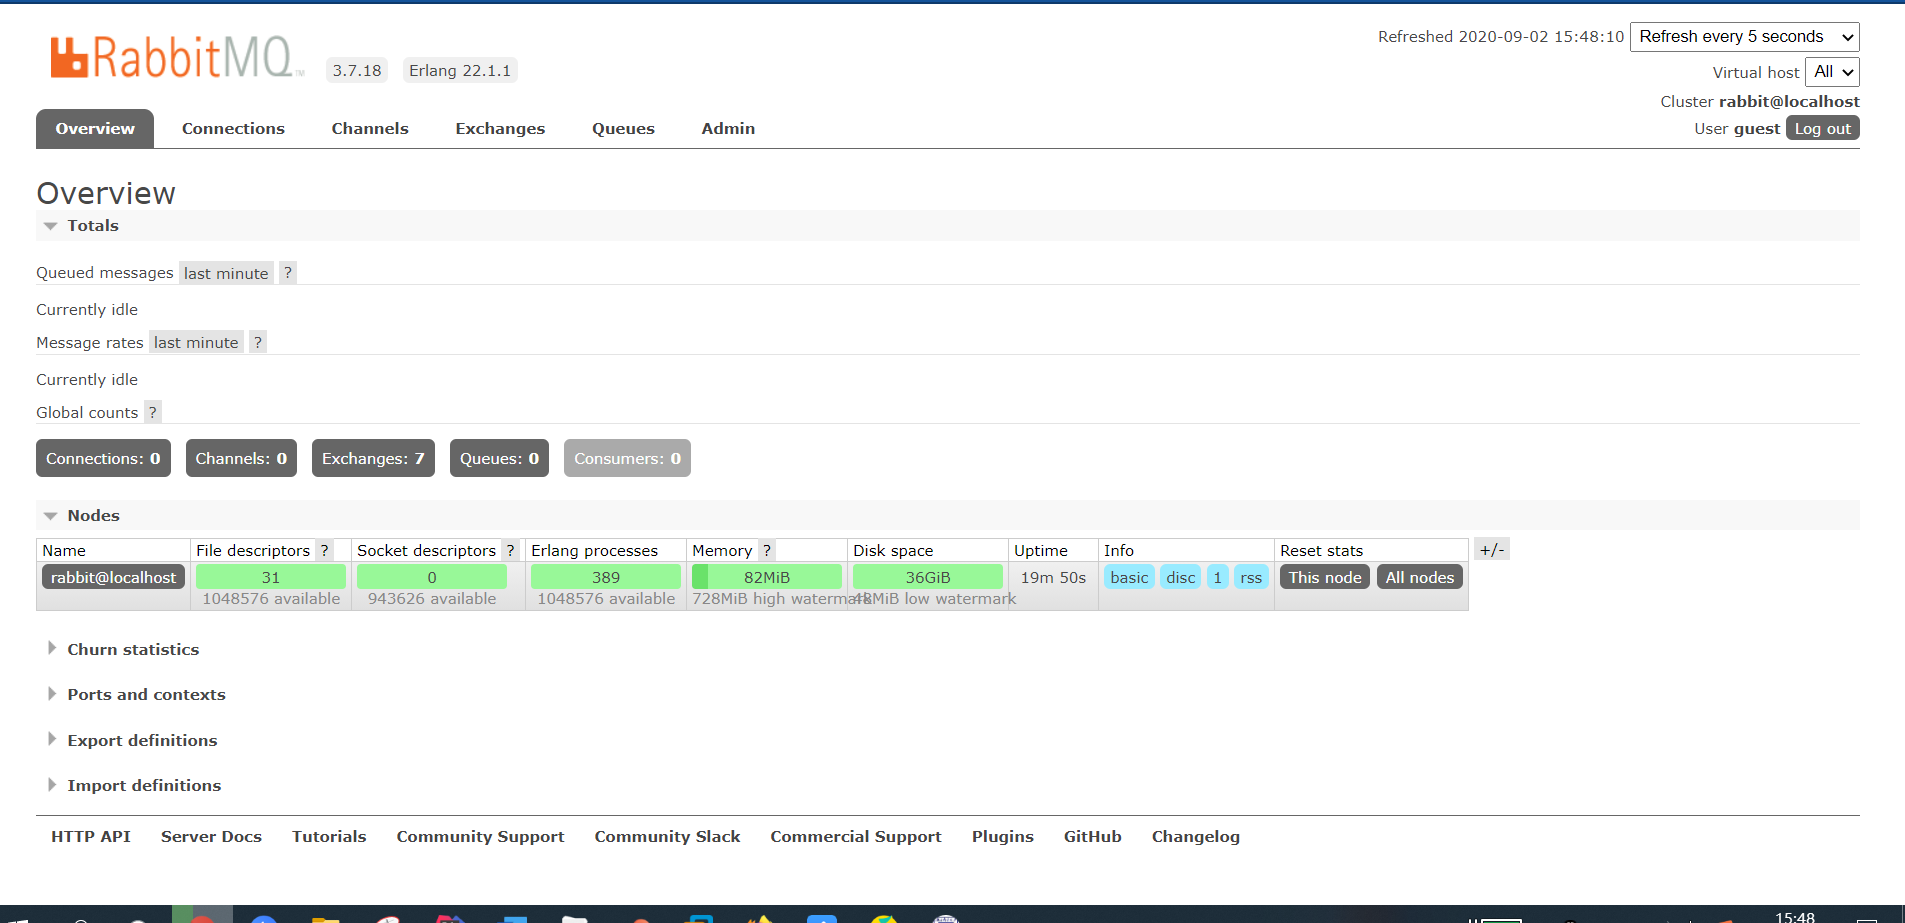 RabbitMQ TM 3.7.18 Erlang 22.1.1
Refreshed 2020-09-02 15:48:10 Refresh every 5 seconds
Virtual host All
Cluster rabbit@localhost
User guest Log out
Overview Connections Channels Exchanges Queues Admin
Overview
Totals
Queued messages last minute ?
Currently idle
Message rates last minute ?
Currently idle
Global counts ?
Connections: 0 Channels: 0 Exchanges: 7 Queues: 0 Consumers: 0
Nodes
Name File descriptors ? Socket descriptors ? Erlang processes Memory ? Disk space Uptime Info Reset stats +/-
rabbit@localhost 31 0 389 82MiB 36GiB 19m 50s basic disc 1 rss This node All nodes
1048576 available 943626 available 1048576 available 728MiB high watermark 48MiB low watermark
Churn statistics
Ports and contexts
Export definitions
Import definitions
HTTP API Server Docs Tutorials Community Support Community Slack Commercial Support Plugins GitHub Changelog
15:48